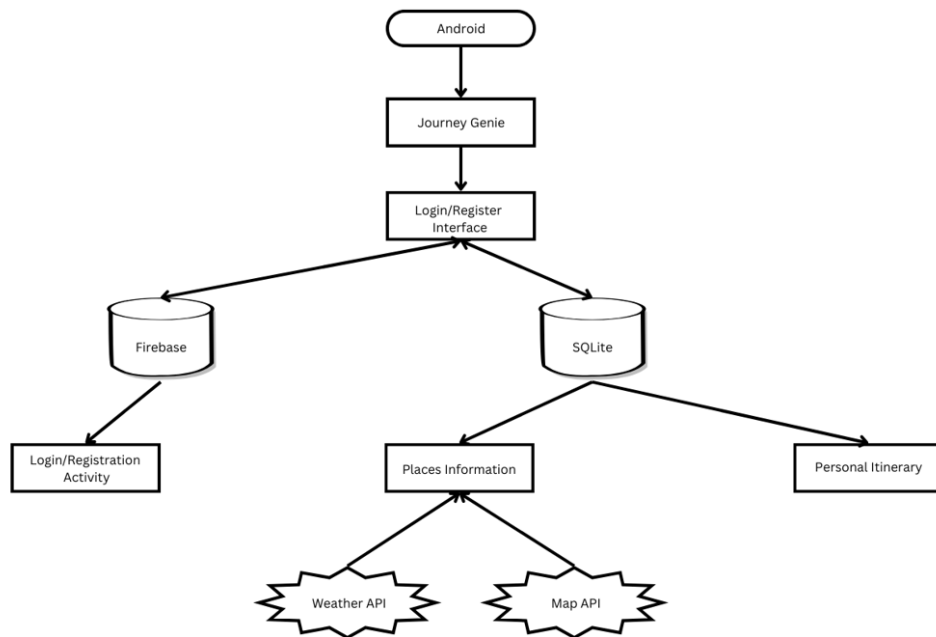 Android
Journey Genie
Login/Register
Interface
Firebase
SQLite
Login/Registration
Activity
Places Information
Personal Itinerary
Weather API
Map API